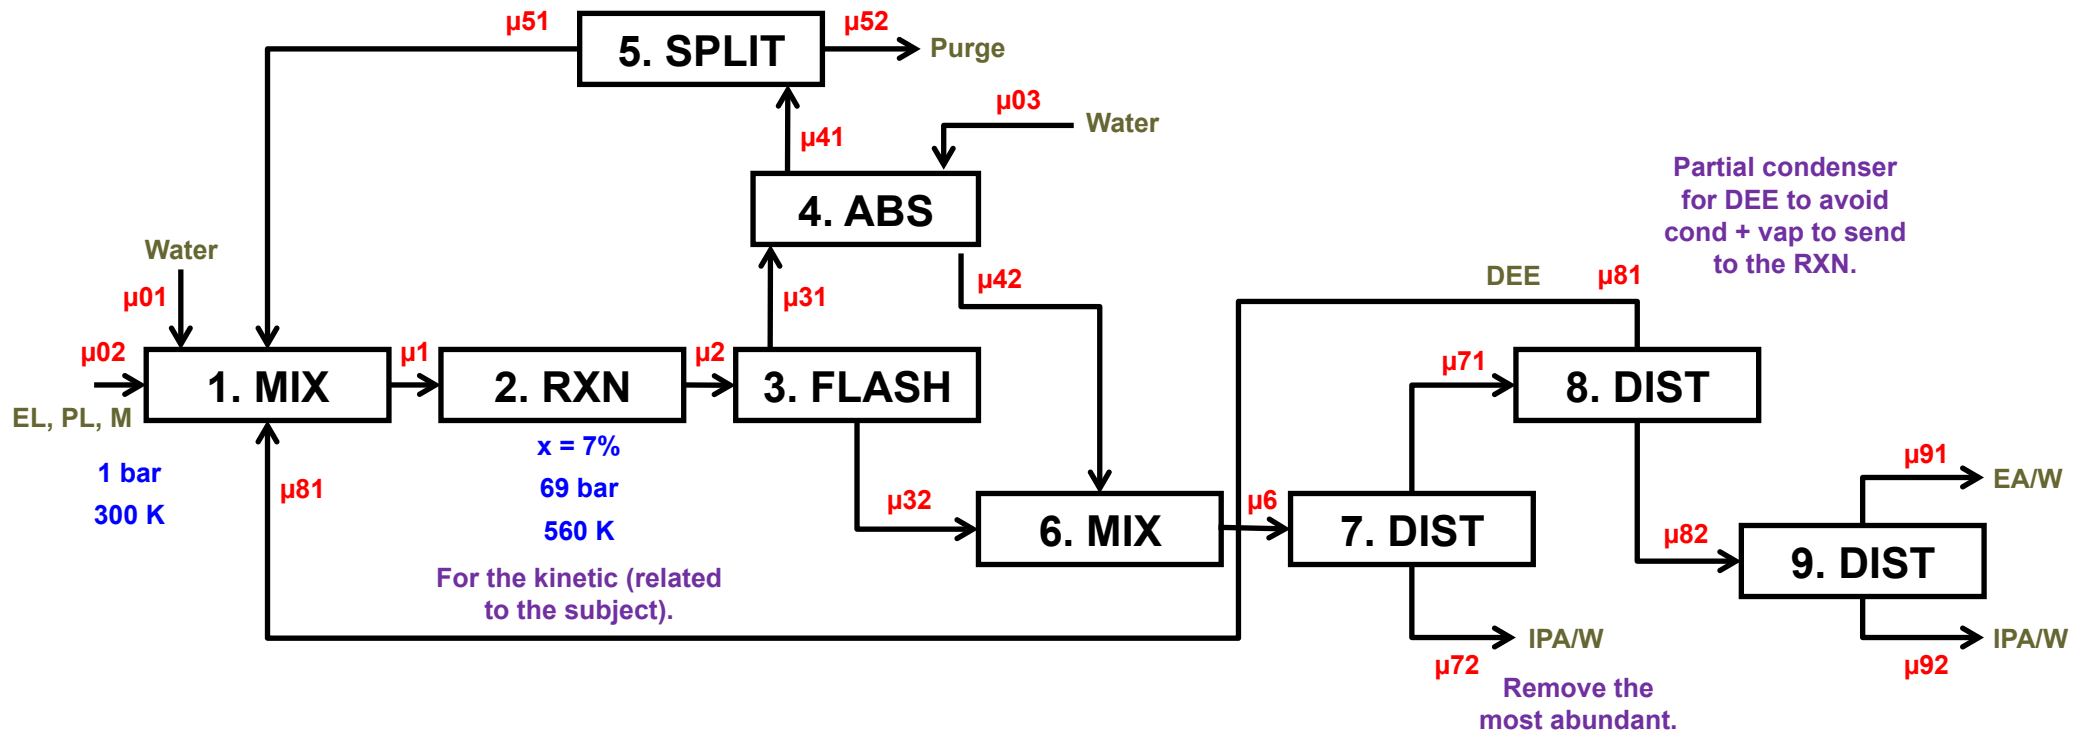 µ51
5. SPLIT
µ52
Purge
µ03
Water
µ41
4. ABS
Partial condenser
for DEE to avoid
cond + vap to send
to the RXN.
Water
µ01
µ31
µ42
DEE
µ81
µ02
1. MIX
µ1
2. RXN
µ2
3. FLASH
µ71
8. DIST
EL, PL, M
1 bar
300 K
µ81
x = 7%
69 bar
560 K
For the kinetic (related
to the subject).
µ32
6. MIX
µ6
7. DIST
µ82
µ91
EA/W
9. DIST
µ72
IPA/W
Remove the
most abundant.
µ92
IPA/W